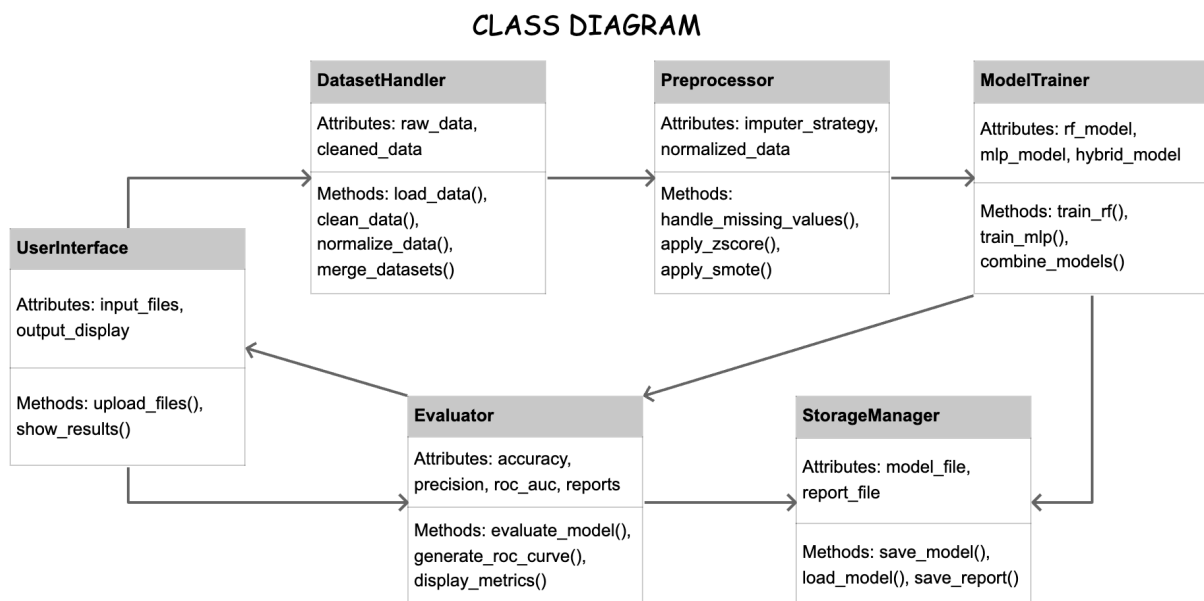 CLASS DIAGRAM
DatasetHandler
Attributes: raw_data,
cleaned_data
Methods: load_data(),
clean_data(),
normalize_data(),
merge_datasets()
Preprocessor
Attributes: imputer_strategy,
normalized_data
Methods:
handle_missing_values(),
apply_zscore(),
apply_smote()
ModelTrainer
Attributes: rf_model,
mlp_model, hybrid_model
Methods: train_rf(),
train_mlp(),
combine_models()
UserInterface
Attributes: input_files,
output_display
Methods: upload_files(),
show_results()
Evaluator
Attributes: accuracy,
precision, roc_auc, reports
Methods: evaluate_model(),
generate_roc_curve(),
display_metrics()
StorageManager
Attributes: model_file,
report_file
Methods: save_model(),
load_model(), save_report()